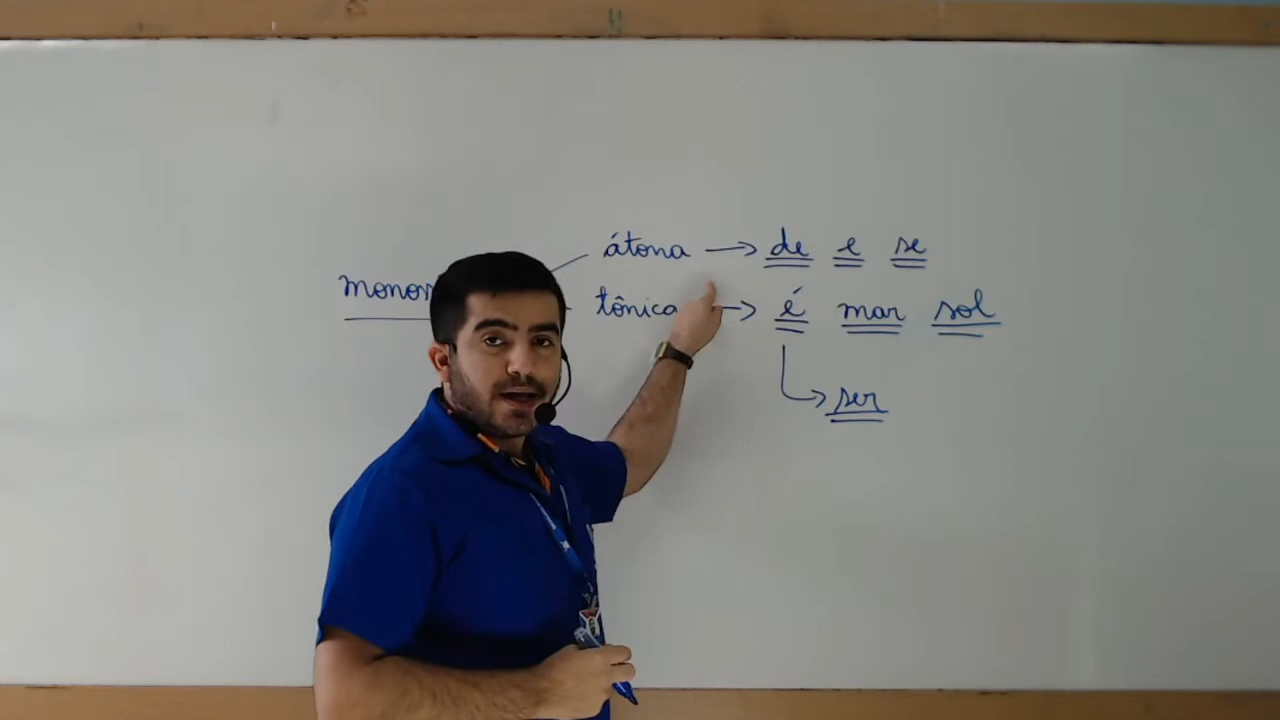 átona → de e se
monos
tônica → é mar sol
ser